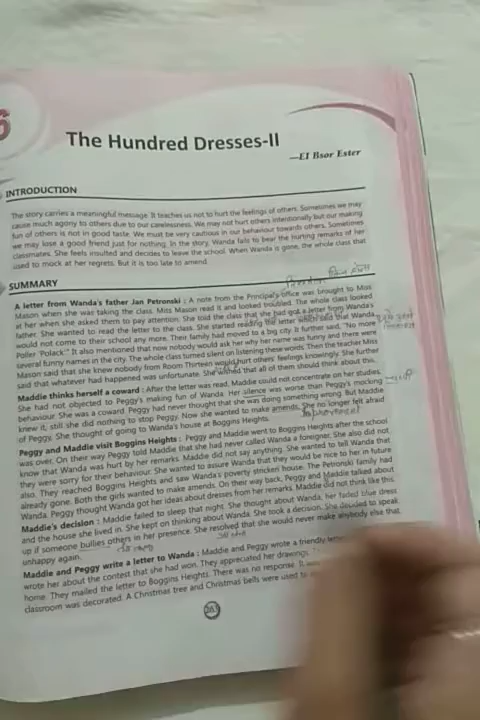 6
The Hundred Dresses-II
—El Bsor Ester
INTRODUCTION
The story carries a meaningful message. It teaches us not to hurt the feelings of others. Sometimes we may
cause much agony to others due to our carelessness. We may not hurt others intentionally but our making
fun of others is not in good taste. We must be very cautious in our behaviour towards others. Sometimes
we may lose a good friend just for nothing. In the story, Wanda fails to bear the hurting remarks of her
classmates. She feels insulted and decides to leave the school. When Wanda is gone, the whole class that
used to mock at her regrets. But it is too late to amend.
SUMMARY
A letter from Wanda's father Jan Petronski : A note from the Principal's office was brought to Miss
Mason when she was taking the class. Miss Mason read it and looked troubled. The whole class looked
at her when she asked them to pay attention. She told the class that she had got a letter from Wanda's
father. She wanted to read the letter to the class. She started reading the letter which said that Wanda
would not come to their school any more. Their family had moved to a big city. It further said, "No more
Poller 'Polack'." It also mentioned that now nobody would ask her why her name was funny and there were
several funny names in the city. The whole class turned silent on listening these words. Then the teacher Miss
Mason said that she knew nobody from Room Thirteen would hurt others' feelings knowingly. She further
said that whatever had happened was unfortunate. She wished that all of them should think about this.
Maddie thinks herself a coward : After the letter was read, Maddie could not concentrate on her studies.
She had not objected to Peggy's making fun of Wanda. Her silence was worse than Peggy's mocking
behaviour. She was a coward. Peggy had never thought that she was doing something wrong. But Maddie
knew it, still she did nothing to stop Peggy. Now she wanted to make amends. She no longer felt afraid
of Peggy. She thought of going to Wanda's house at Boggins Heights.
Peggy and Maddie visit Boggins Heights : Peggy and Maddie went to Boggins Heights after the school
was over. On their way Peggy told Maddie that she had never called Wanda a foreigner. She also did not
know that Wanda was hurt by her remarks. Maddie did not say anything. She wanted to tell Wanda that
they were sorry for their behaviour. She wanted to assure Wanda that they would be nice to her in future
also. They reached Boggins Heights and saw Wanda's poverty stricken house. The Petronski family had
already gone. Both the girls wanted to make amends. On their way back, Peggy and Maddie talked about
Wanda. Peggy thought Wanda got her ideas about dresses from her remarks. Maddie did not think like this.
Maddie's decision : Maddie failed to sleep that night. She thought about Wanda, her faded blue dress
and the house she lived in. She kept on thinking about Wanda. She took a decision. She decided to speak
up if someone bullies others in her presence. She resolved that she would never make anybody else that
unhappy again.
Maddie and Peggy write a letter to Wanda : Maddie and Peggy wrote a friendly
wrote her about the contest that she had won. They appreciated her drawings.
home. They mailed the letter to Boggins Heights. There was no response. It
classroom was decorated. A Christmas tree and Christmas bells were used to
263